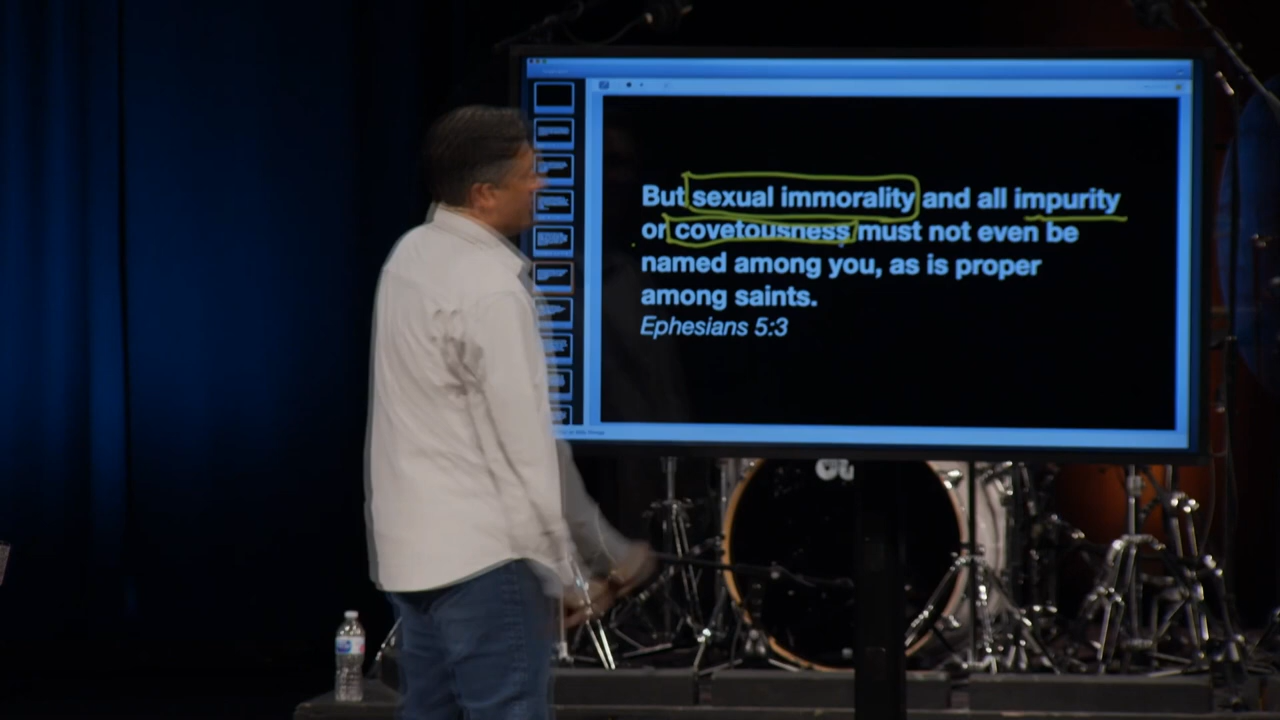 But sexual immorality and all impurity
or covetousness must not even be
named among you, as is proper
among saints.
Ephesians 5:3